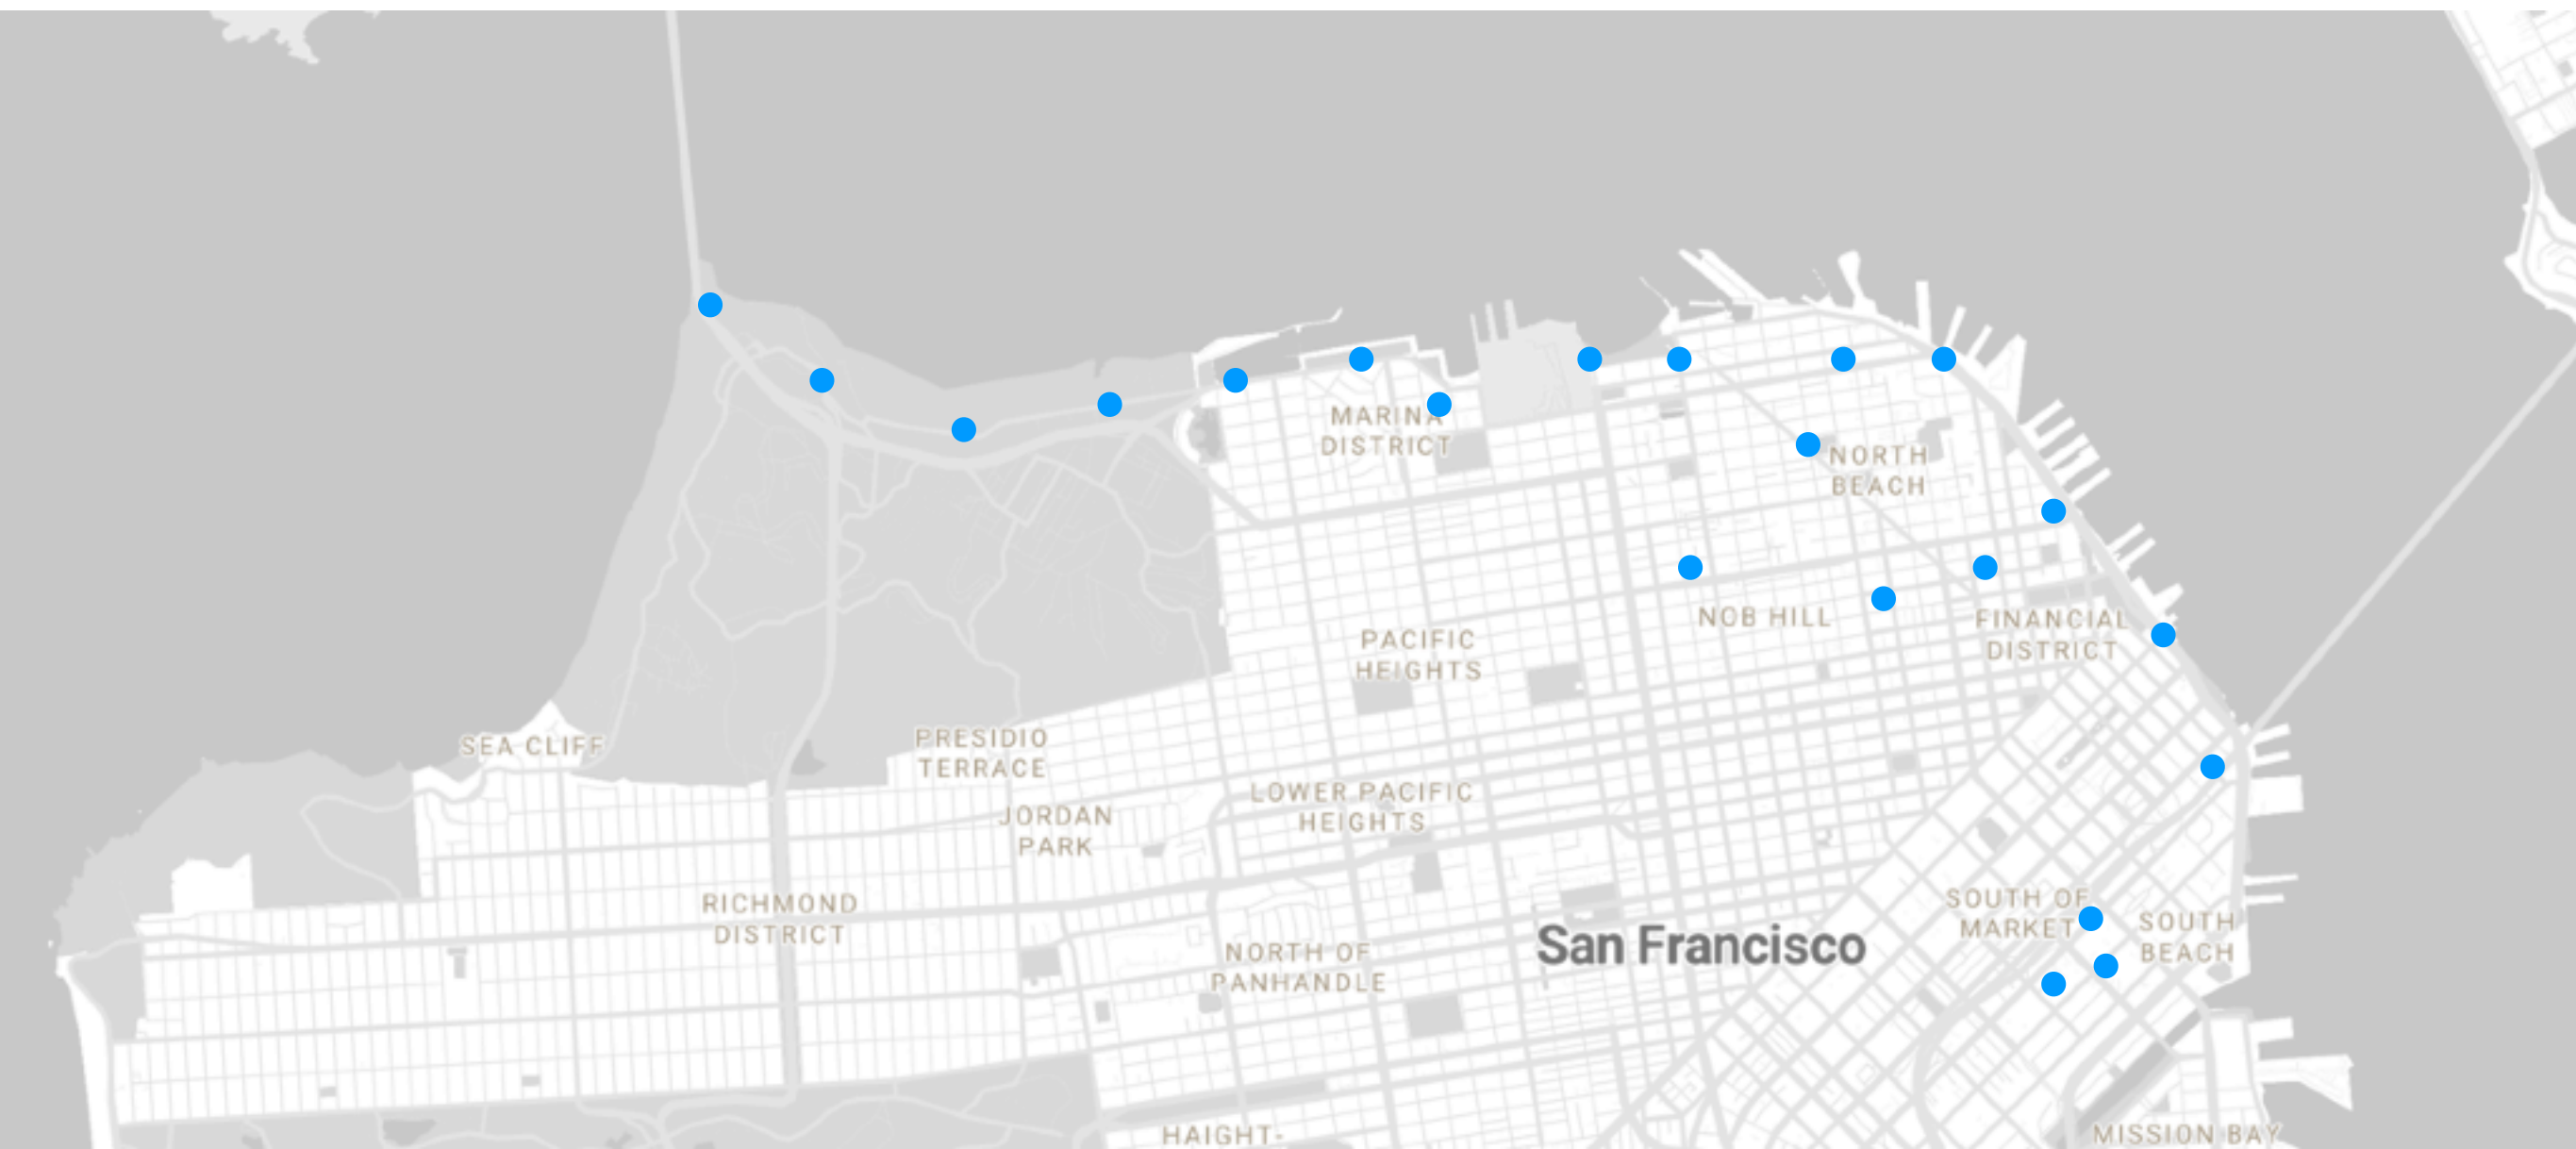 MARINA
DISTRICT
NORTH
BEACH
NOB HILL
FINANCIAL
DISTRICT
PACIFIC
HEIGHTS
SEA CLIFF
PRESIDIO
TERRACE
LOWER PACIFIC
HEIGHTS
JORDAN
PARK
RICHMOND
DISTRICT
SOUTH OF
MARKET
SOUTH
BEACH
San Francisco
NORTH OF
PANHANDLE
HAIGHT-
MISSION BAY